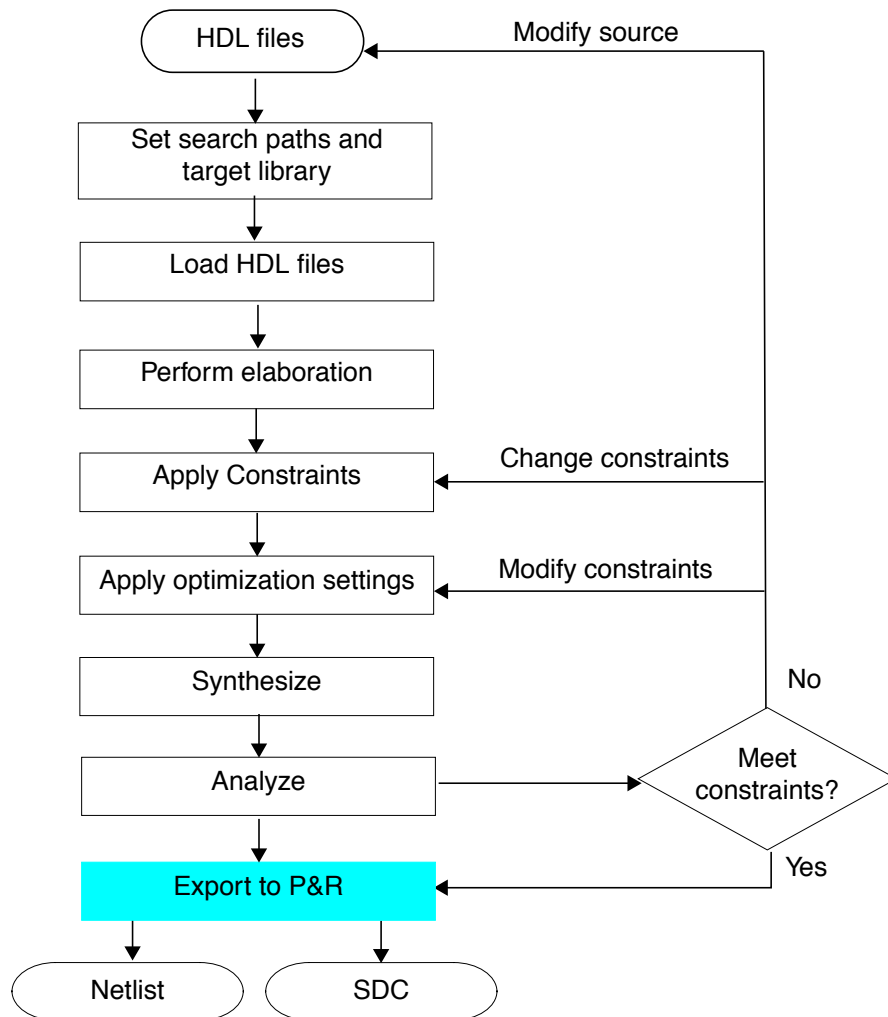 HDL files
Modify source
Set search paths and
target library
Load HDL files
Perform elaboration
Apply Constraints
Change constraints
Apply optimization settings
Modify constraints
Synthesize
No
Analyze
Meet
constraints?
Yes
Export to P&R
Netlist
SDC